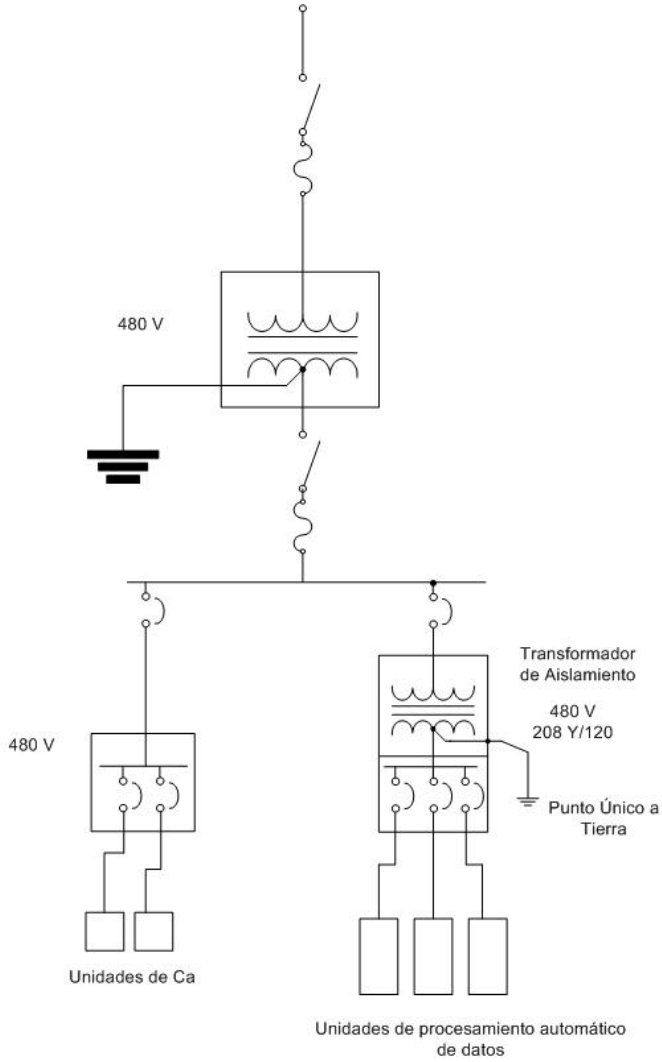 480 V
Transformador
de Aislamiento
480 V
208 Y/120
480 V
Punto Único a
Tierra
Unidades de Ca
Unidades de procesamiento automático
de datos